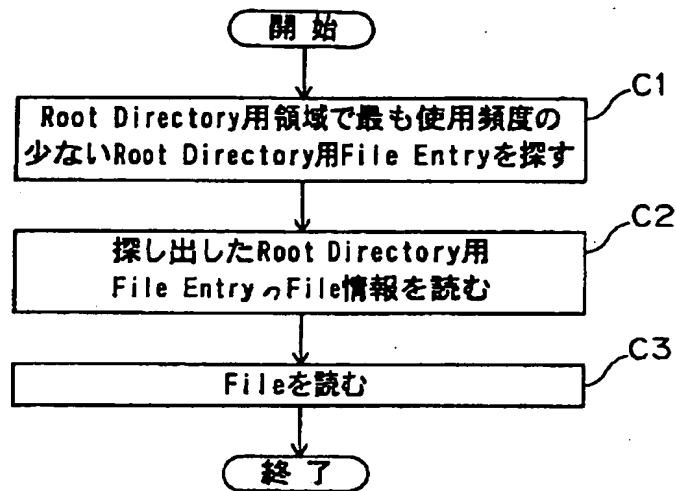 開始
C1
Root Directory用領域で最も使用頻度の
少ないRoot Directory用File Entryを探す
C2
探し出したRoot Directory用
File EntryのFile情報を読む
C3
Fileを読む
終了